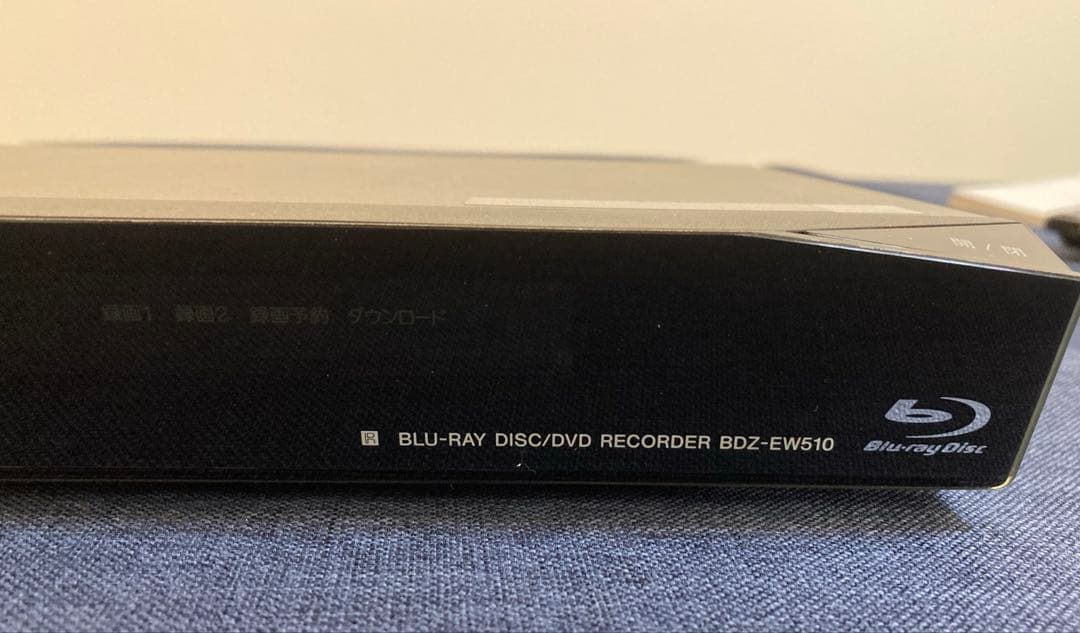 開 / 閉
録画1 録画2 録画予約 ダウンロード
BLU-RAY DISC/DVD RECORDER BDZ-EW510
Blu-ray Disc